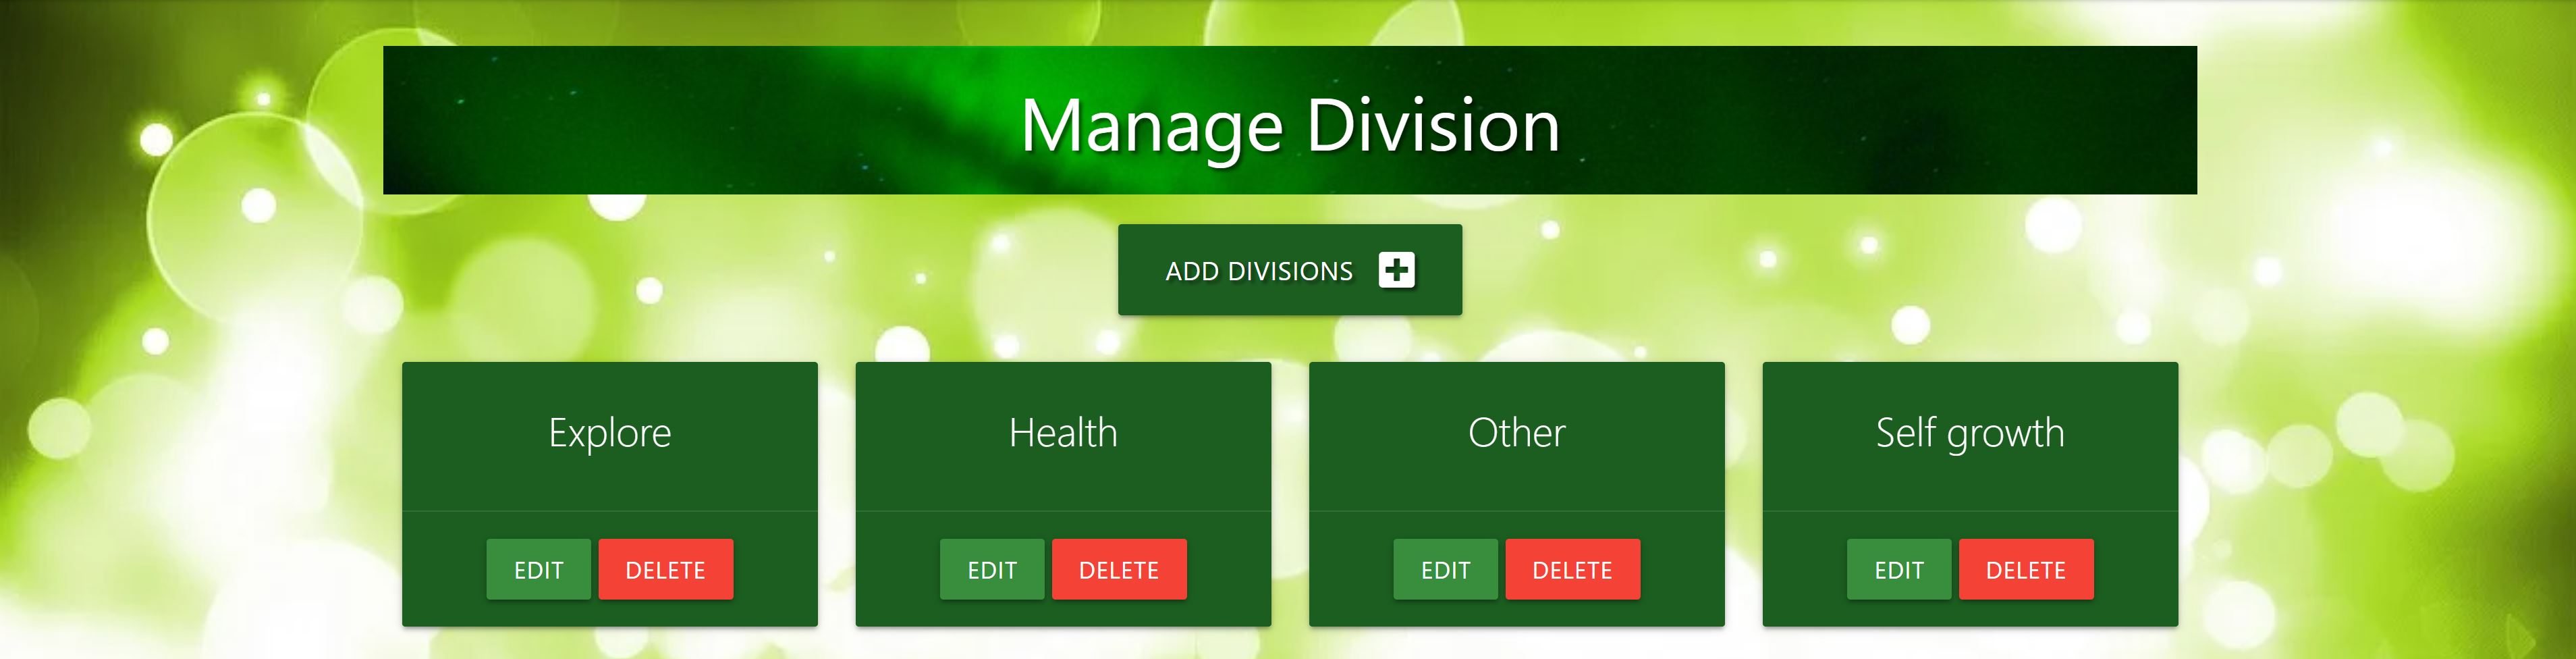 Manage Division
ADD DIVISIONS
Explore
Health
Other
Self growth
EDIT DELETE
EDIT DELETE
EDIT DELETE
EDIT DELETE